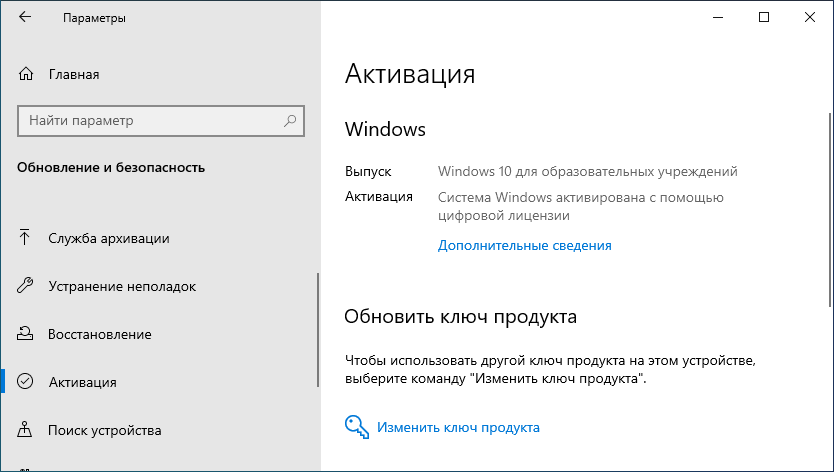 Параметры
Главная
Найти параметр
Обновление и безопасность
Служба архивации
Устранение неполадок
Восстановление
Активация
Поиск устройства
Активация
Windows
Выпуск Windows 10 для образовательных учреждений
Активация Система Windows активирована с помощью
цифровой лицензии
Дополнительные сведения
Обновить ключ продукта
Чтобы использовать другой ключ продукта на этом устройстве,
выберите команду "Изменить ключ продукта".
Изменить ключ продукта